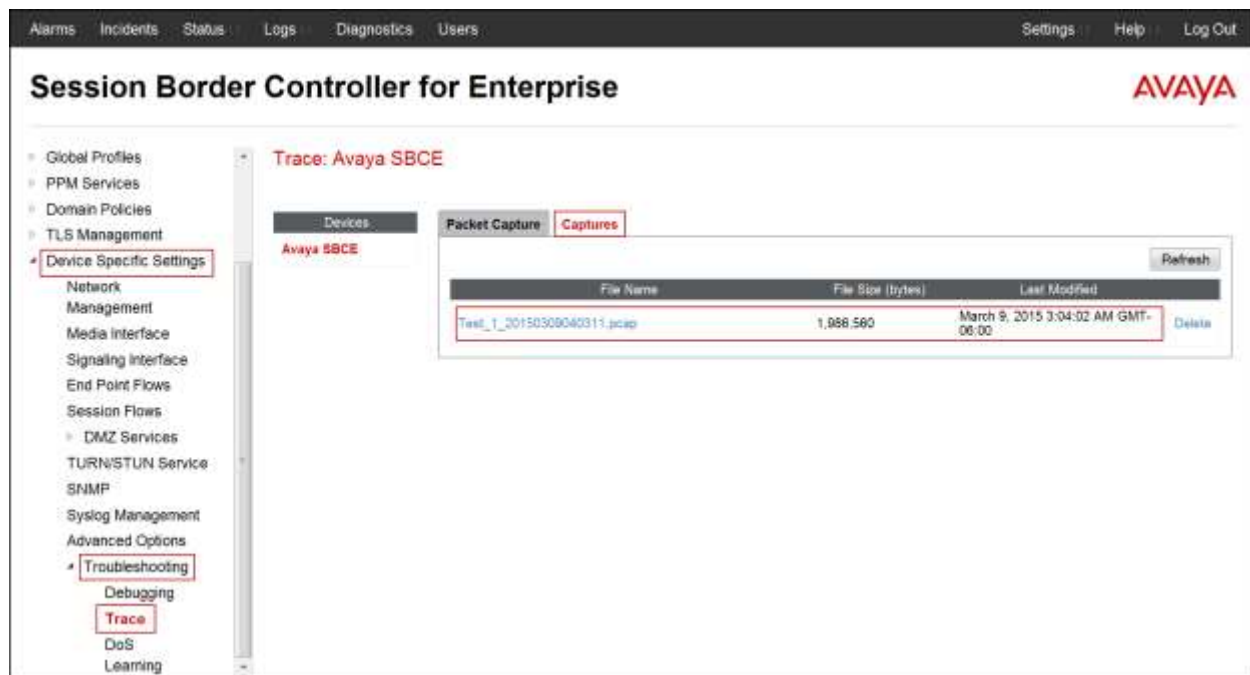 Alarms Incidents Status Logs Diagnostics Users Settings Help Log Out
Session Border Controller for Enterprise
AVAYA
Global Profiles
PPM Services
Domain Policies
TLS Management
Device Specific Settings
Network
Management
Media Interface
Signaling Interface
End Point Flows
Session Flows
DMZ Services
TURN/STUN Service
SNMP
Syslog Management
Advanced Options
Troubleshooting
Debugging
Trace
DoS
Learning
Trace: Avaya SBCE
Devices
Avaya SBCE
Packet Capture Captures
Refresh
File Name File Size (bytes) Last Modified
Test_1_20150309040311.pcap 1,986,560 March 9, 2015 3:04:02 AM GMT-
06:00 Delete